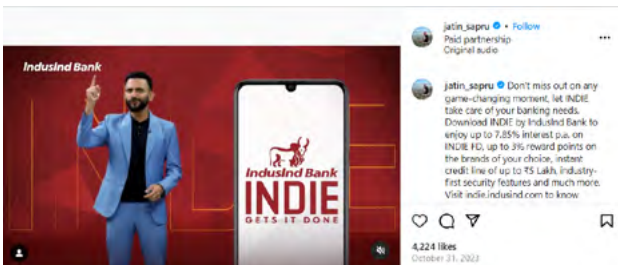 IndusInd Bank
IndusInd Bank
INDIE
GETS IT DONE
jatin_sapru • Follow
Paid partnership
Original audio
jatin_sapru Don't miss out on any
game-changing moment, let INDIE
take care of your banking needs.
Download INDIE by IndusInd Bank to
enjoy up to 7.85% interest p.a. on
INDIE FD, up to 3% reward points on
the brands of your choice, instant
credit line of up to ₹5 Lakh, industry-
first security features and much more.
Visit indie.indusind.com to know
4,224 likes
October 31, 2023